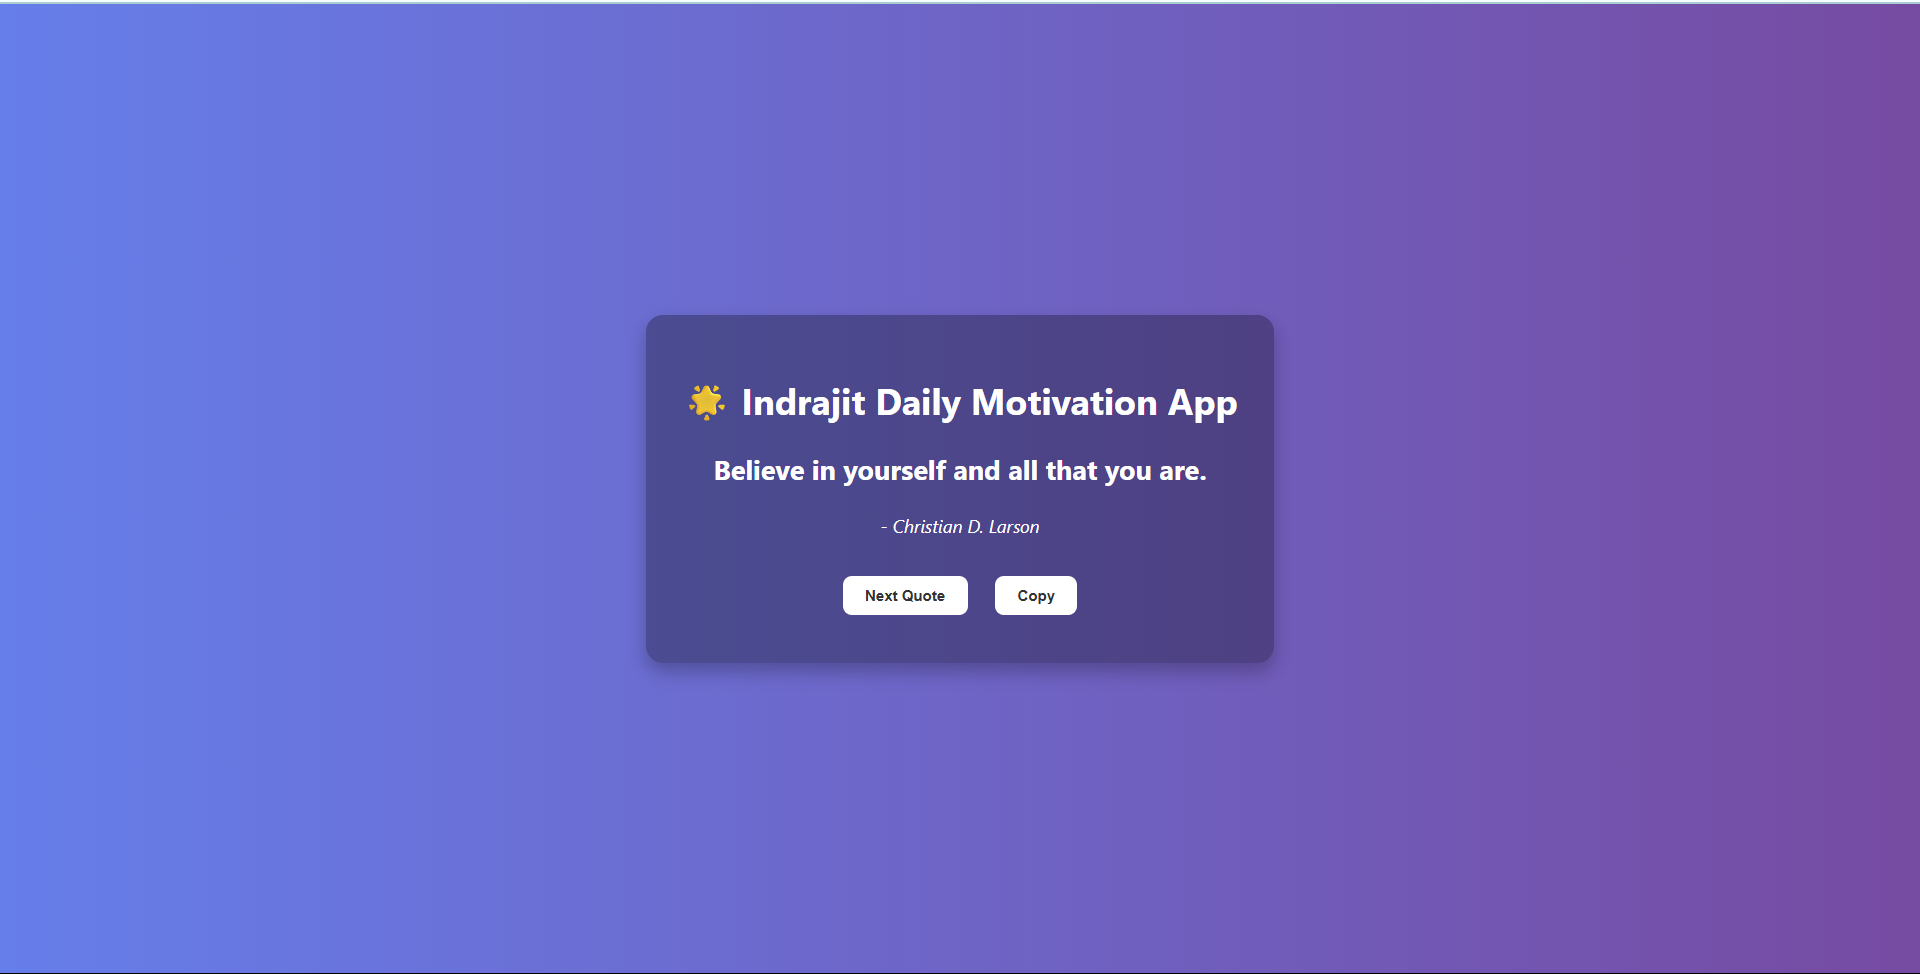 🌟 Indrajit Daily Motivation App
Believe in yourself and all that you are.
- Christian D. Larson
Next Quote
Copy